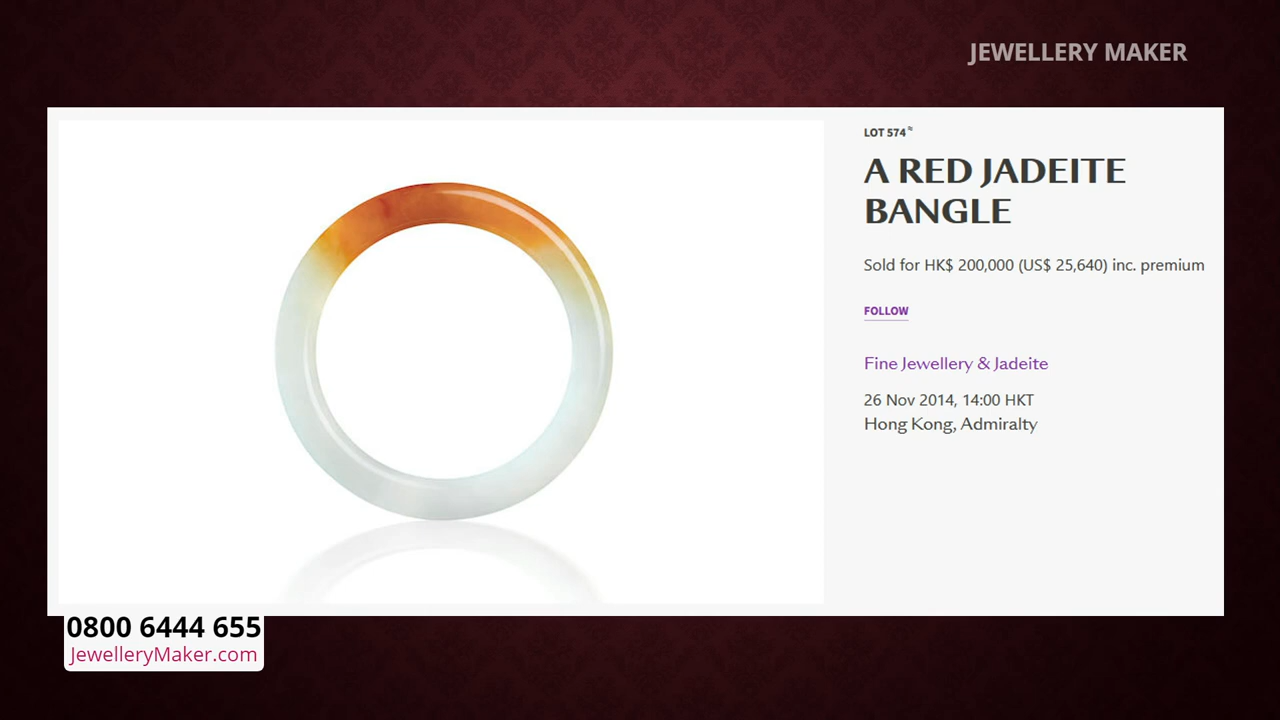 JEWELLERY MAKER
LOT 574≈
A RED JADEITE
BANGLE
Sold for HK$ 200,000 (US$ 25,640) inc. premium
FOLLOW
Fine Jewellery & Jadeite
26 Nov 2014, 14:00 HKT
Hong Kong, Admiralty
0800 6444 655
JewelleryMaker.com